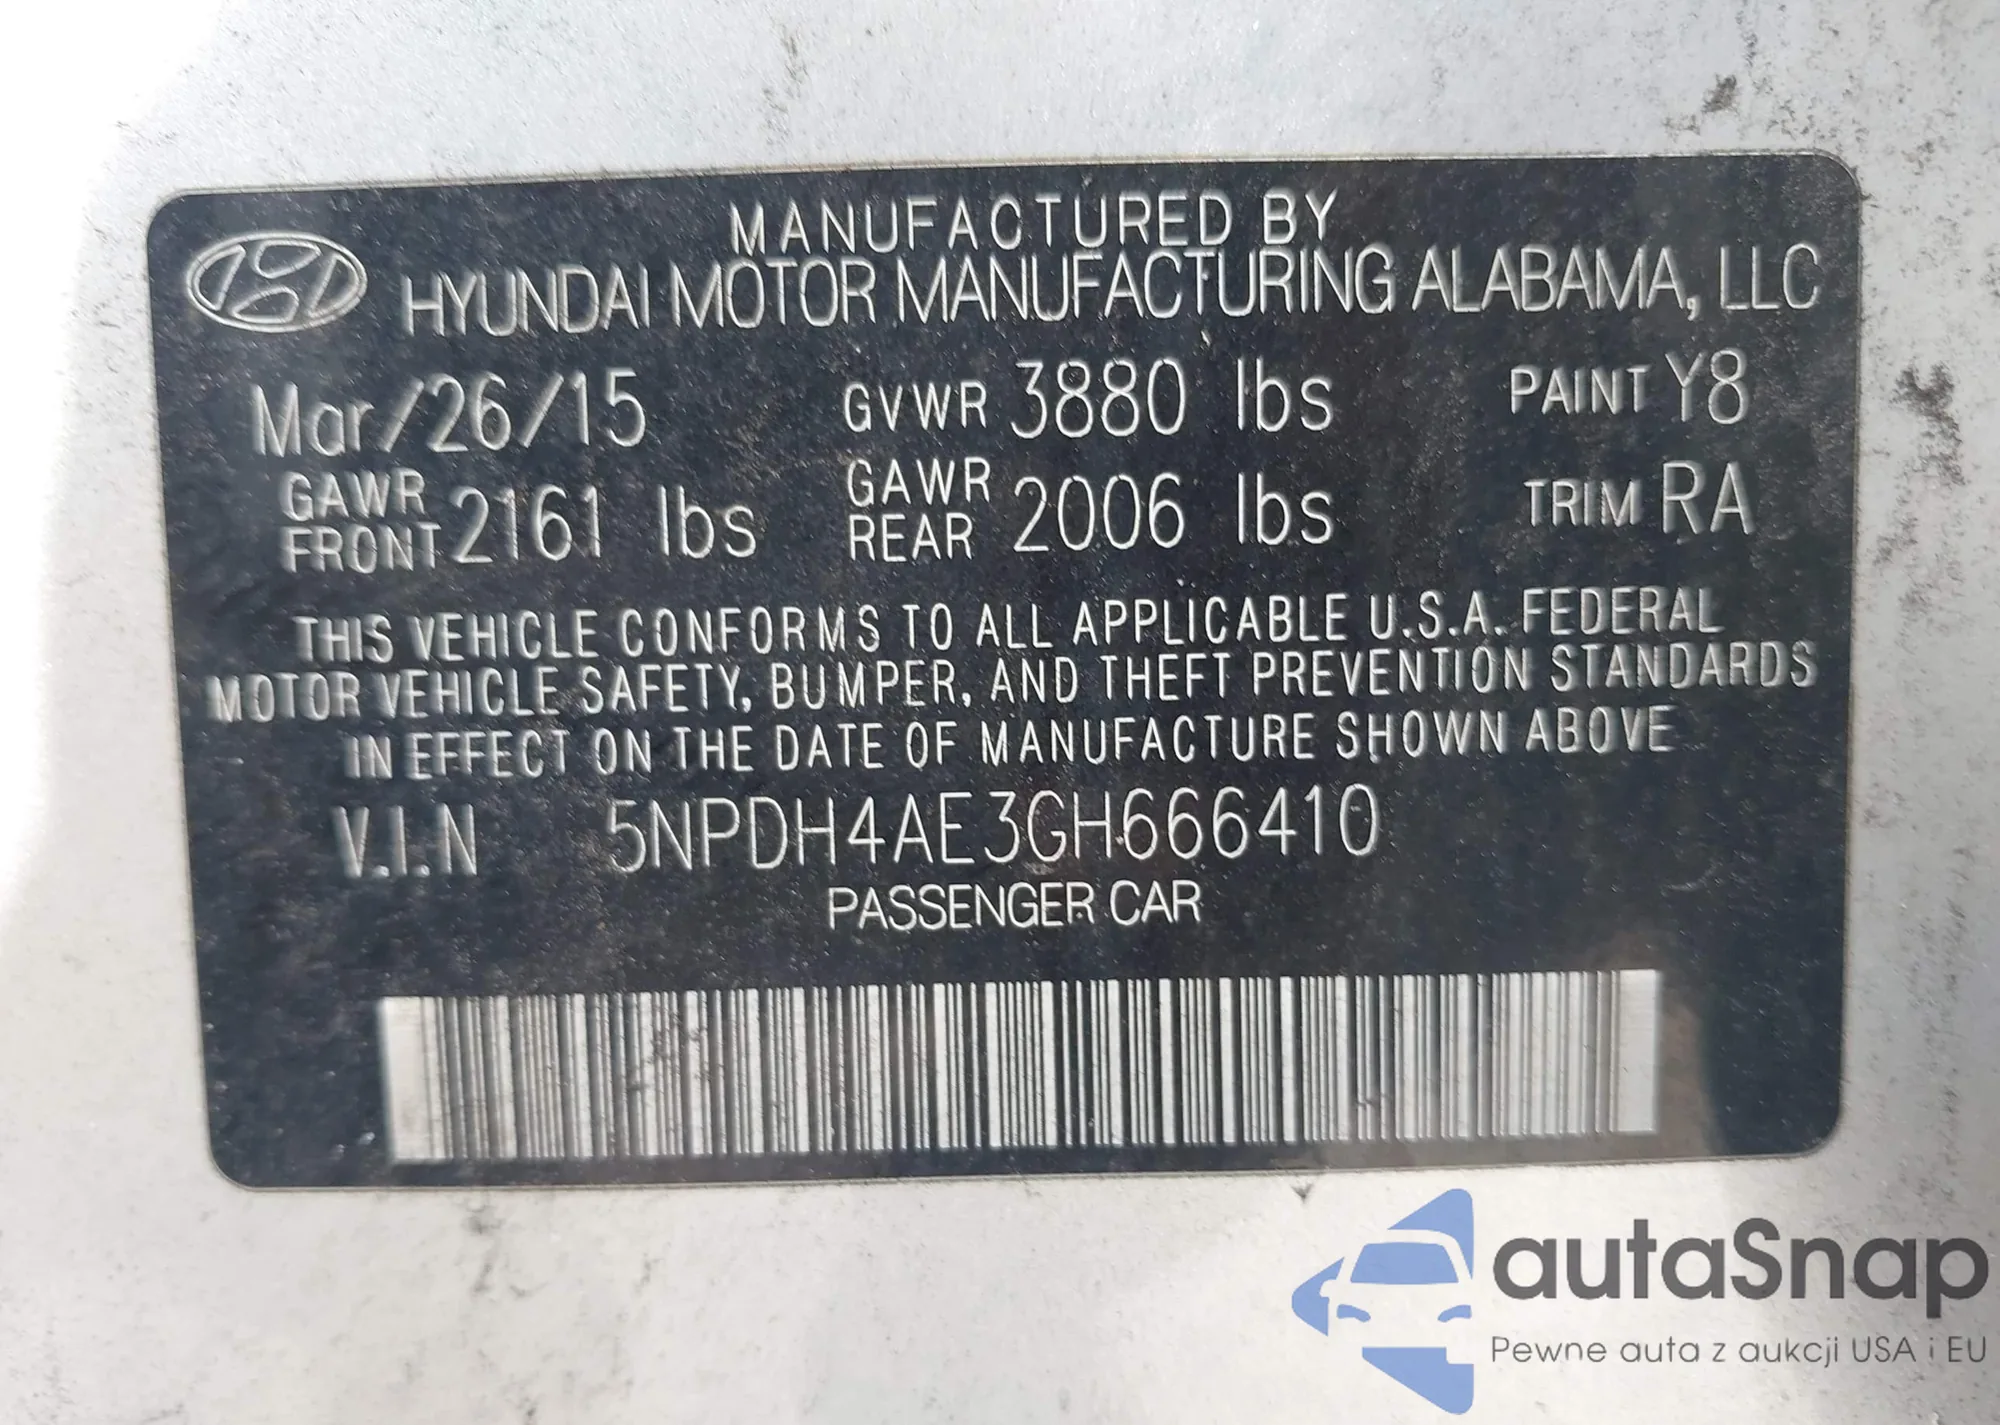 MANUFACTURED BY
HYUNDAI MOTOR MANUFACTURING ALABAMA, LLC
Mar/26/15 GVWR 3880 lbs PAINT Y8
GAWR FRONT 2161 lbs GAWR REAR 2006 lbs TRIM RA
THIS VEHICLE CONFORMS TO ALL APPLICABLE U.S.A. FEDERAL
MOTOR VEHICLE SAFETY, BUMPER, AND THEFT PREVENTION STANDARDS
IN EFFECT ON THE DATE OF MANUFACTURE SHOWN ABOVE
V.I.N 5NPDH4AE3GH666410
PASSENGER CAR
autaSnap
Pewne auta z aukcji USA i EU